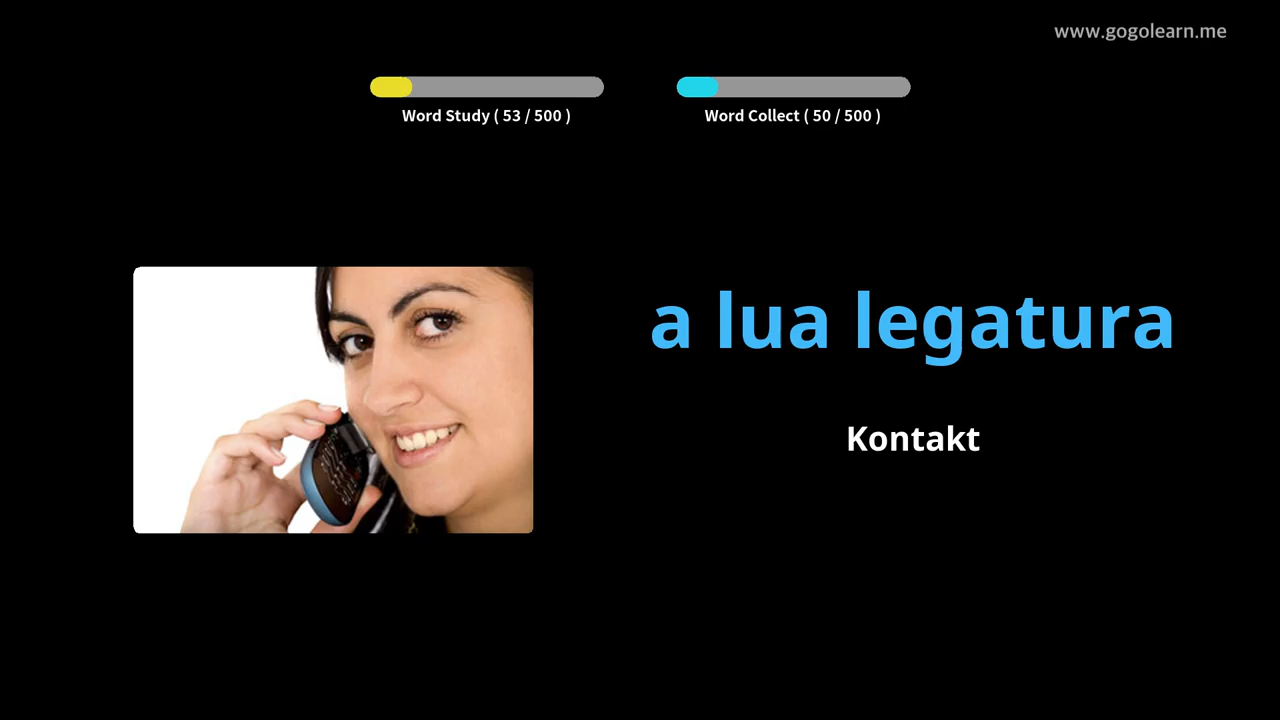 www.gogolearn.me
Word Study ( 53 / 500 )
Word Collect ( 50 / 500 )
a lua legatura
Kontakt